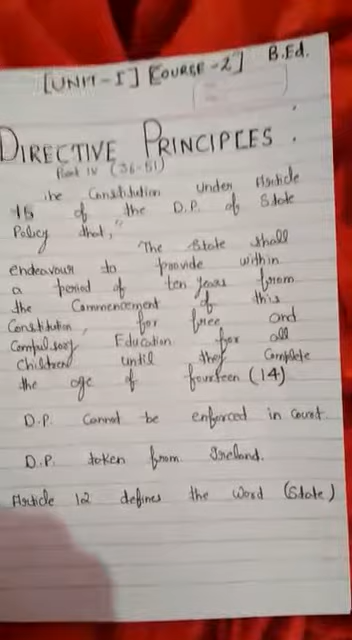 [UNIT-I] [COURSE-2] B.Ed.
DIRECTIVE PRINCIPLES.
Part IV (36-51)
The Constitution under Article
45 of the D.P. of State
Policy that,"
The State shall
endeavour to provide within
a period of ten years from
the Commencement of this
Constitution, for free and
Compulsory Education for all
Children until they Complete
the age of fourteen (14)
D.P. Cannot be enforced in Court.
D.P. taken from Ireland.
Article 12 defines the Word (State)